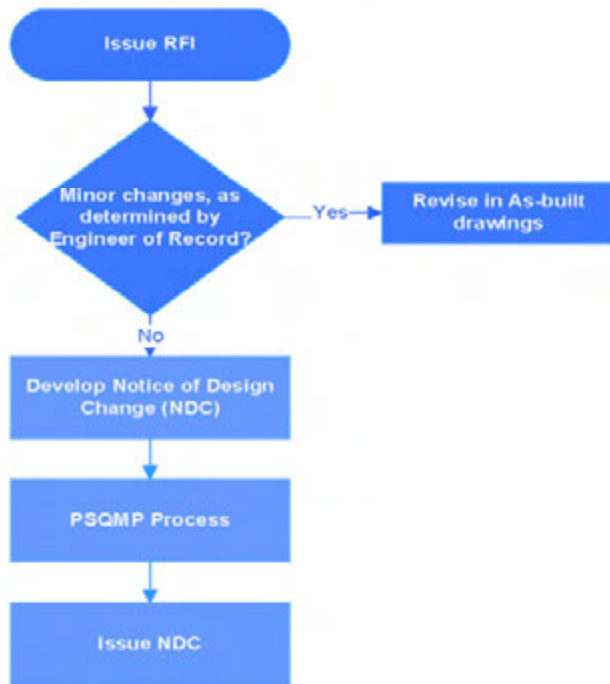 Issue RFI
Minor changes, as
determined by
Engineer of Record?
Yes
Revise in As-built
drawings
No
Develop Notice of Design
Change (NDC)
PSQMP Process
Issue NDC